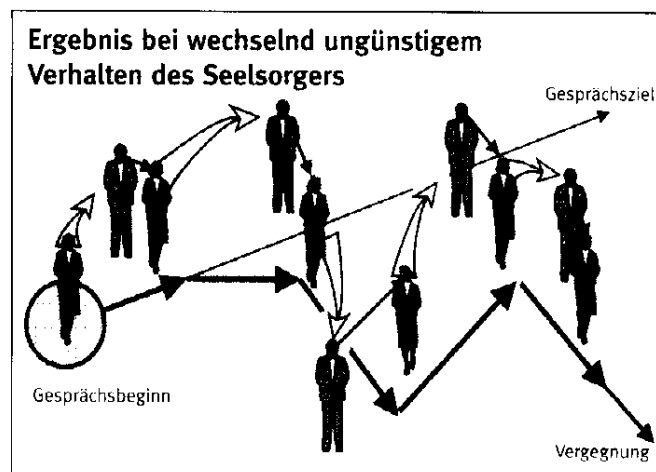 Ergebnis bei wechselnd ungünstigem
Verhalten des Seelsorgers
Gesprächsziel
Gesprächsbeginn
Vergegnung